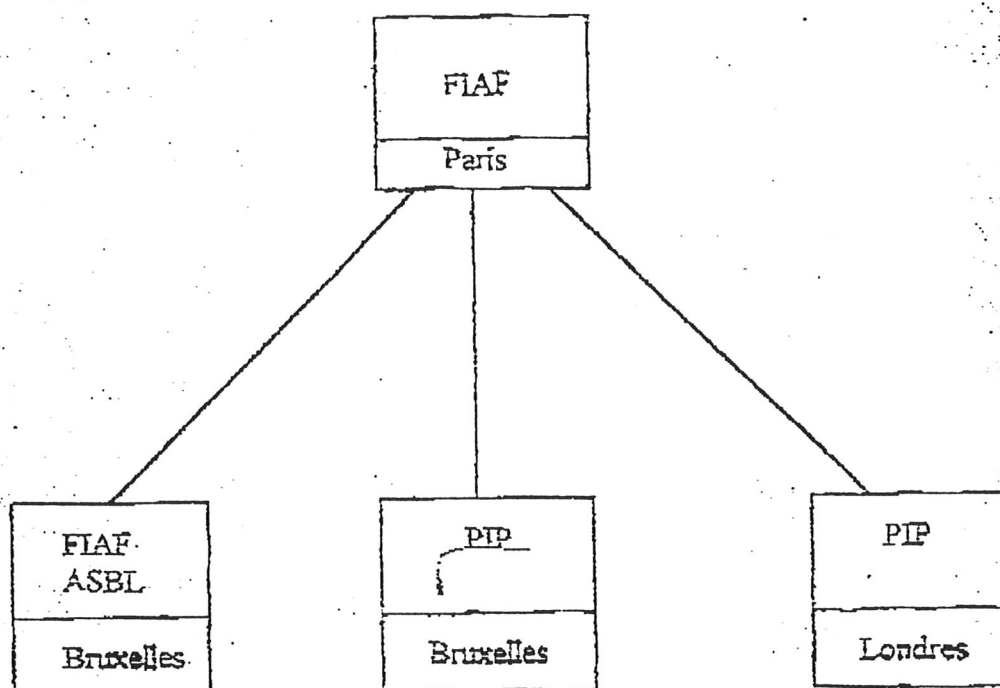 FIAF
Paris
FIAF
ASBL
Bruxelles
PIP
Bruxelles
PIP
Londres